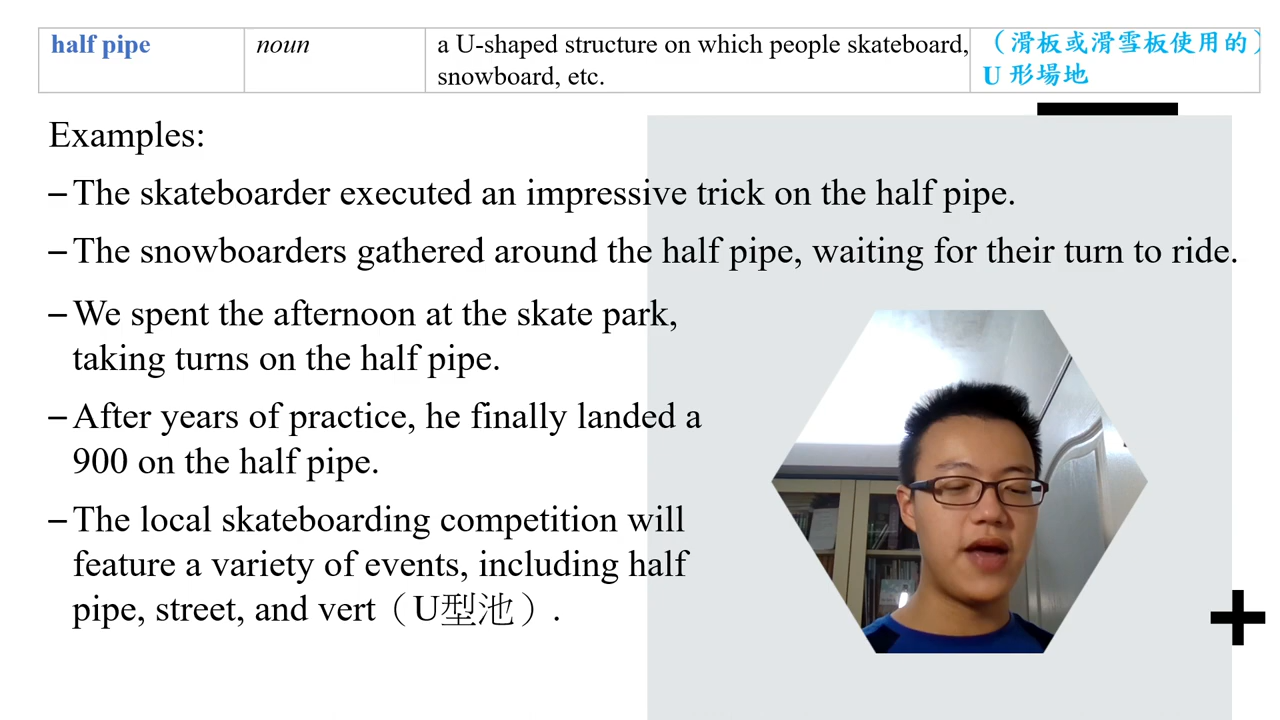 half pipe noun a U-shaped structure on which people skateboard, （滑板或滑雪板使用的）
snowboard, etc. U 形場地
Examples:
– The skateboarder executed an impressive trick on the half pipe.
– The snowboarders gathered around the half pipe, waiting for their turn to ride.
– We spent the afternoon at the skate park,
taking turns on the half pipe.
– After years of practice, he finally landed a
900 on the half pipe.
– The local skateboarding competition will
feature a variety of events, including half
pipe, street, and vert（U型池）.